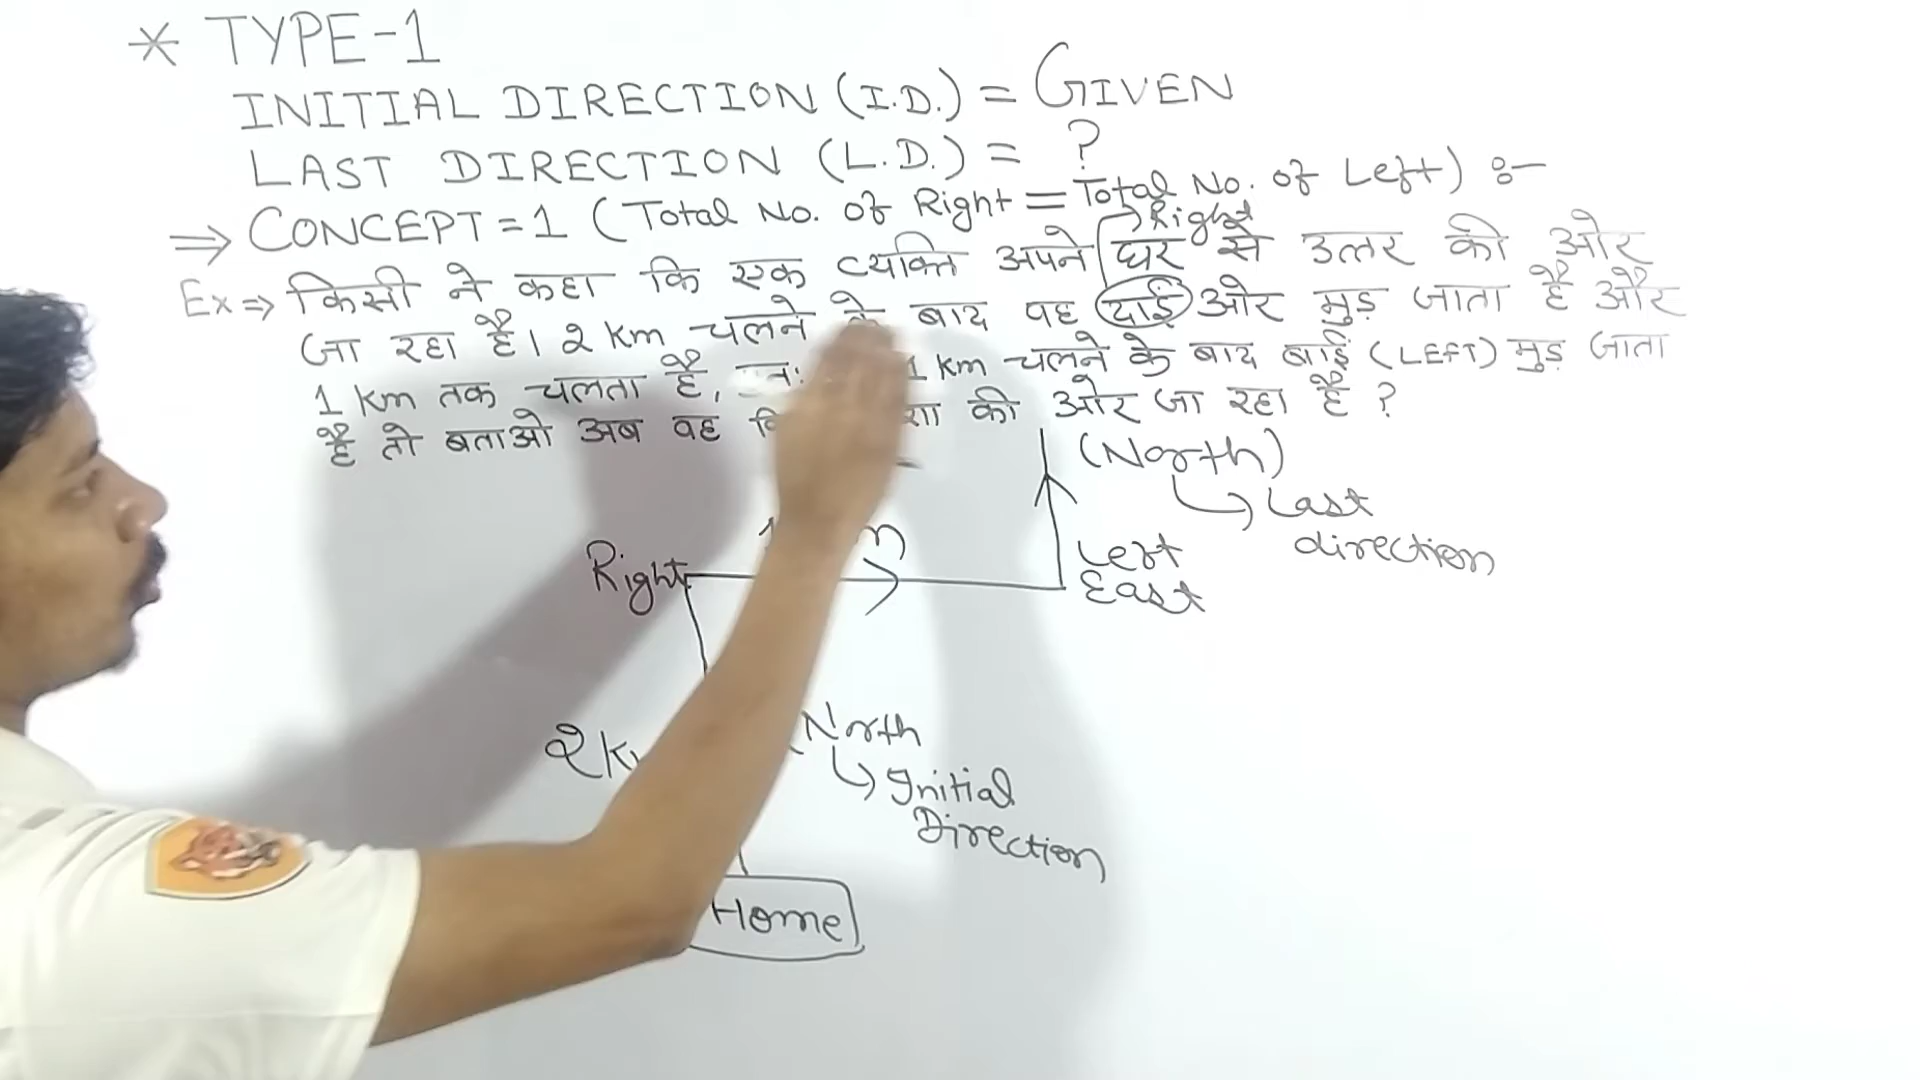 * TYPE-1
INITIAL DIRECTION (I.D.) = GIVEN
LAST DIRECTION (L.D.) = ?
⇒ CONCEPT = 1 (Total No. of Right = Total No. of Left) :-
Right
Ex ⇒ किसी ने कहा कि एक व्यक्ति अपने घर से उत्तर की ओर
जा रहा है। 2 Km चलने के बाद वह दाई ओर मुड़ जाता है और
1 Km तक चलता है, 1 Km चलने के बाद बाई (LEFT) मुड़ जाता
है तो बताओ अब वह की ओर जा रहा है ?
(North)
Last
direction
Right
Left
East
North
Initial
Direction
Home